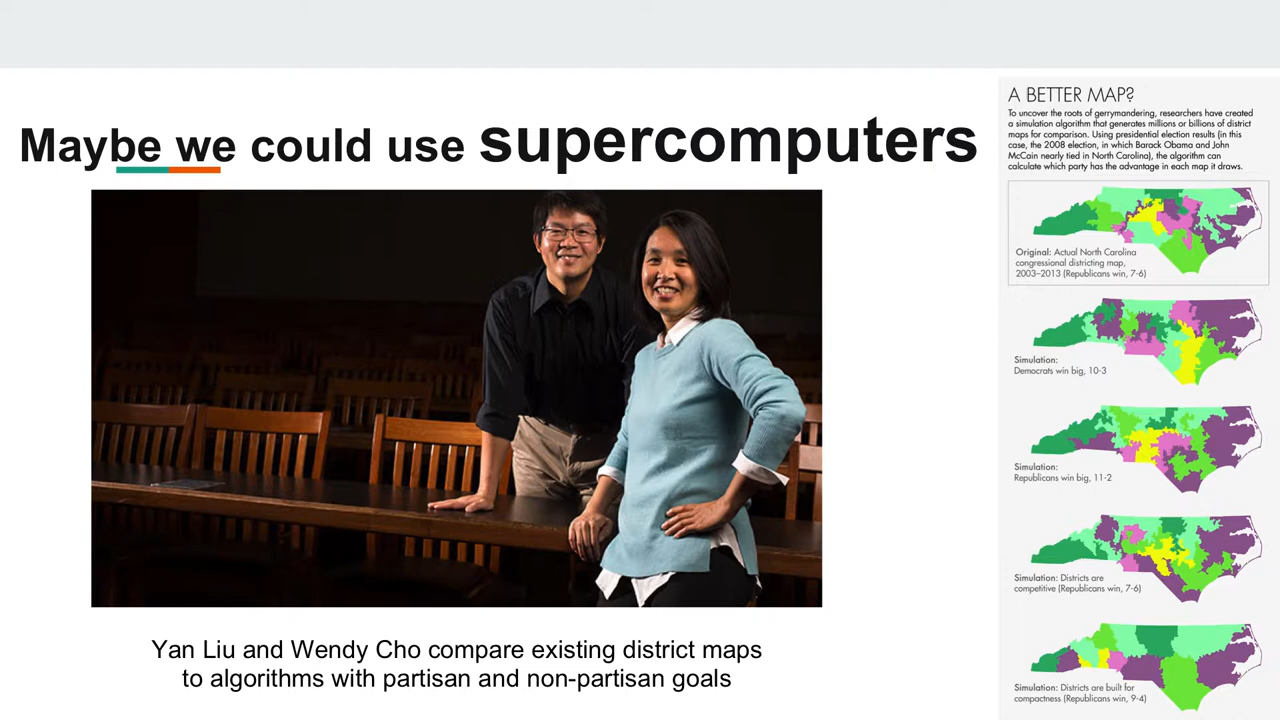 Maybe we could use supercomputers
Yan Liu and Wendy Cho compare existing district maps
to algorithms with partisan and non-partisan goals
A BETTER MAP?
To uncover the roots of gerrymandering, researchers have created
a simulation algorithm that generates millions or billions of district
maps for comparison. Using presidential election results (in this
case, the 2008 election, in which Barack Obama and John
McCain nearly tied in North Carolina), the algorithm can
calculate which party has the advantage in each map it draws.
Original: Actual North Carolina
congressional districting map,
2003–2013 (Republicans win, 7-6)
Simulation:
Democrats win big, 10-3
Simulation:
Republicans win big, 11-2
Simulation: Districts are
competitive (Republicans win, 7-6)
Simulation: Districts are built for
compactness (Republicans win, 9-4)